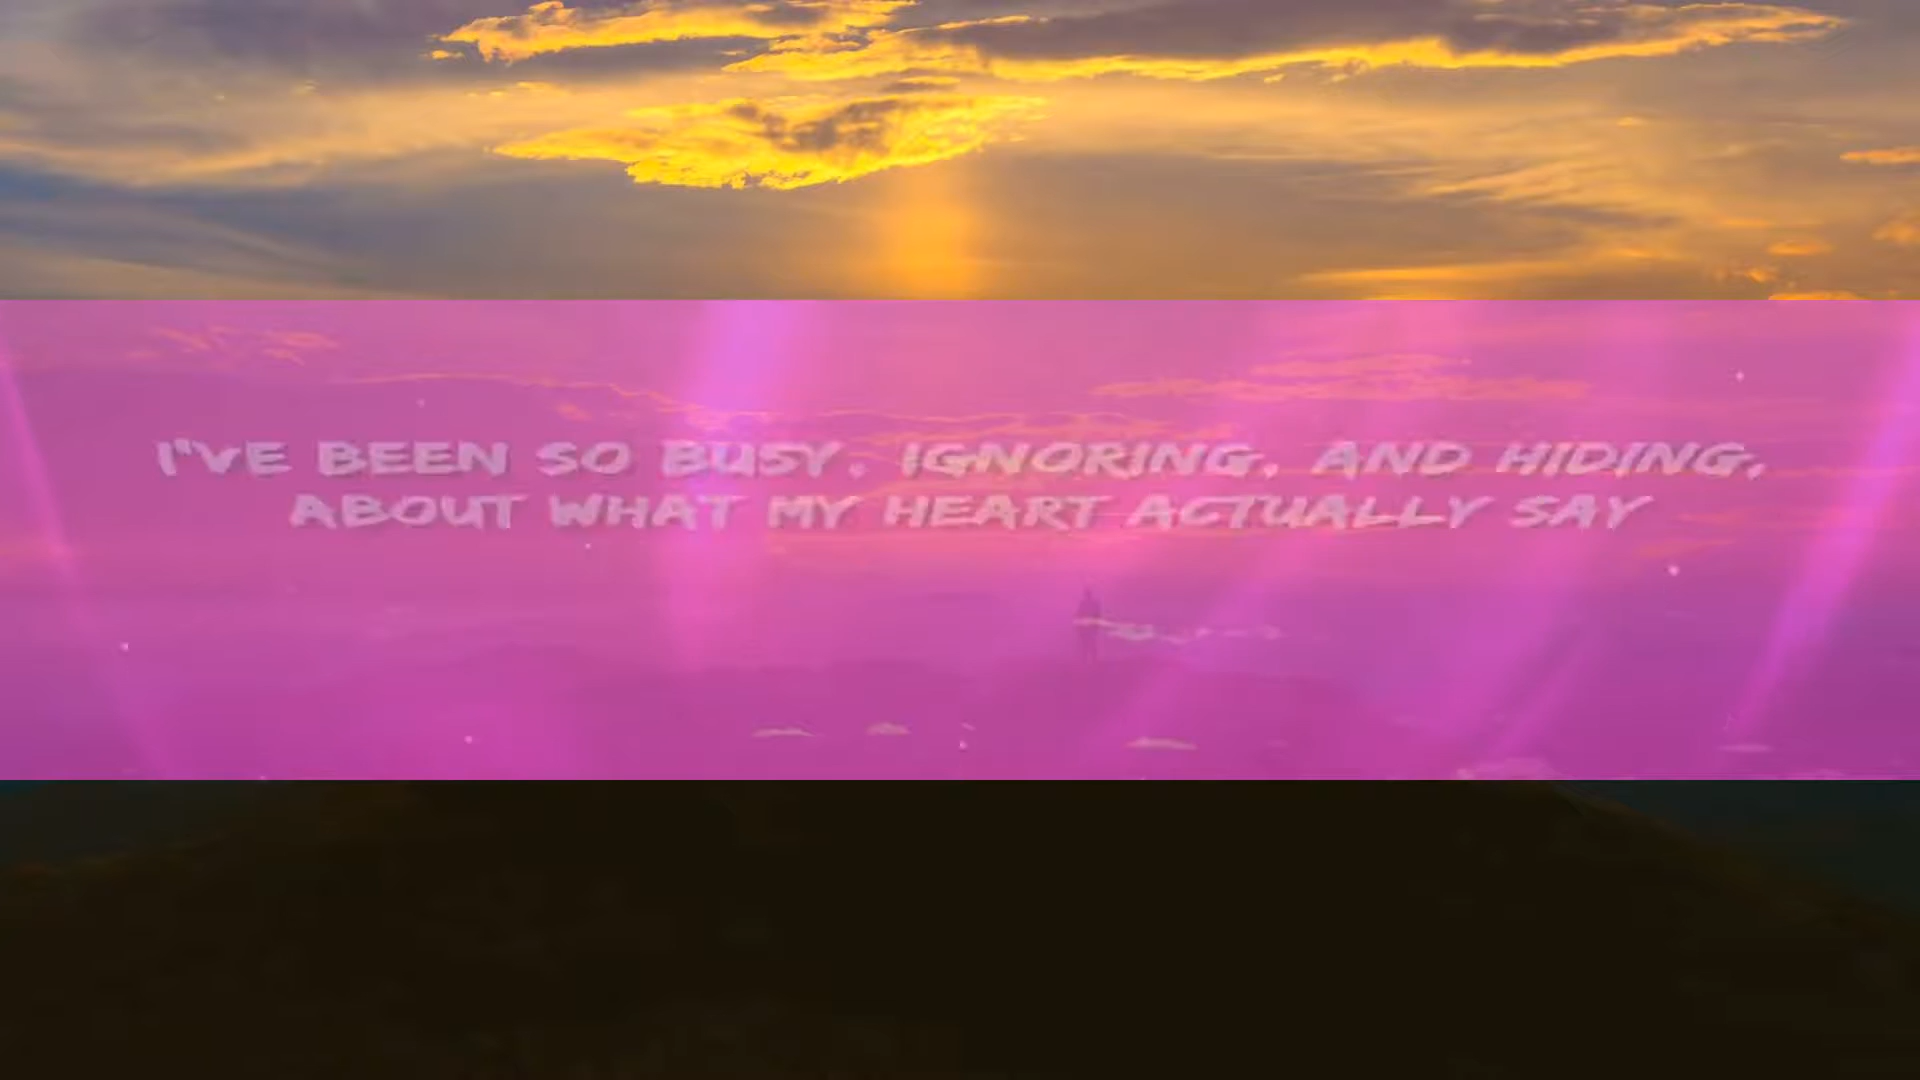 I'VE BEEN SO BUSY, IGNORING, AND HIDING,
ABOUT WHAT MY HEART ACTUALLY SAY